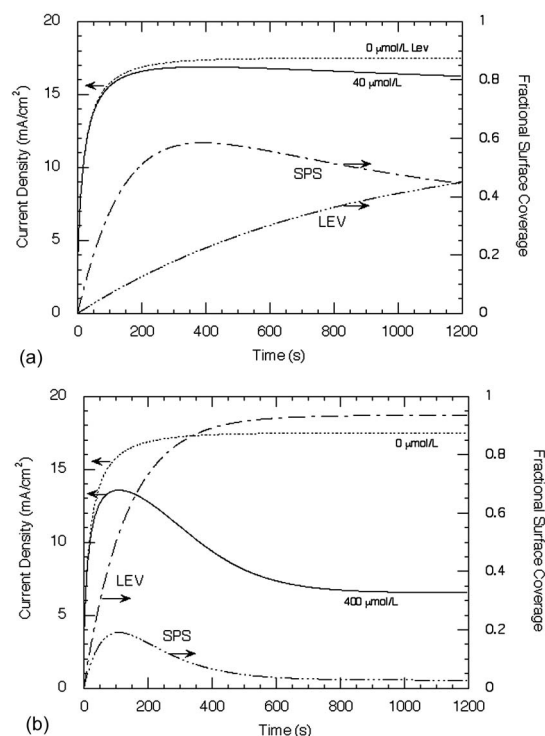 (a)
Current Density (mA/cm²)
20
15
10
5
0
0 μmol/L Lev
40 μmol/L
SPS
LEV
1
0.8
0.6
0.4
0.2
0
Fractional Surface Coverage
0 200 400 600 800 1000 1200
Time (s)
(b)
Current Density (mA/cm²)
20
15
10
5
0
0 μmol/L
400 μmol/L
LEV
SPS
1
0.8
0.6
0.4
0.2
0
Fractional Surface Coverage
0 200 400 600 800 1000 1200
Time (s)